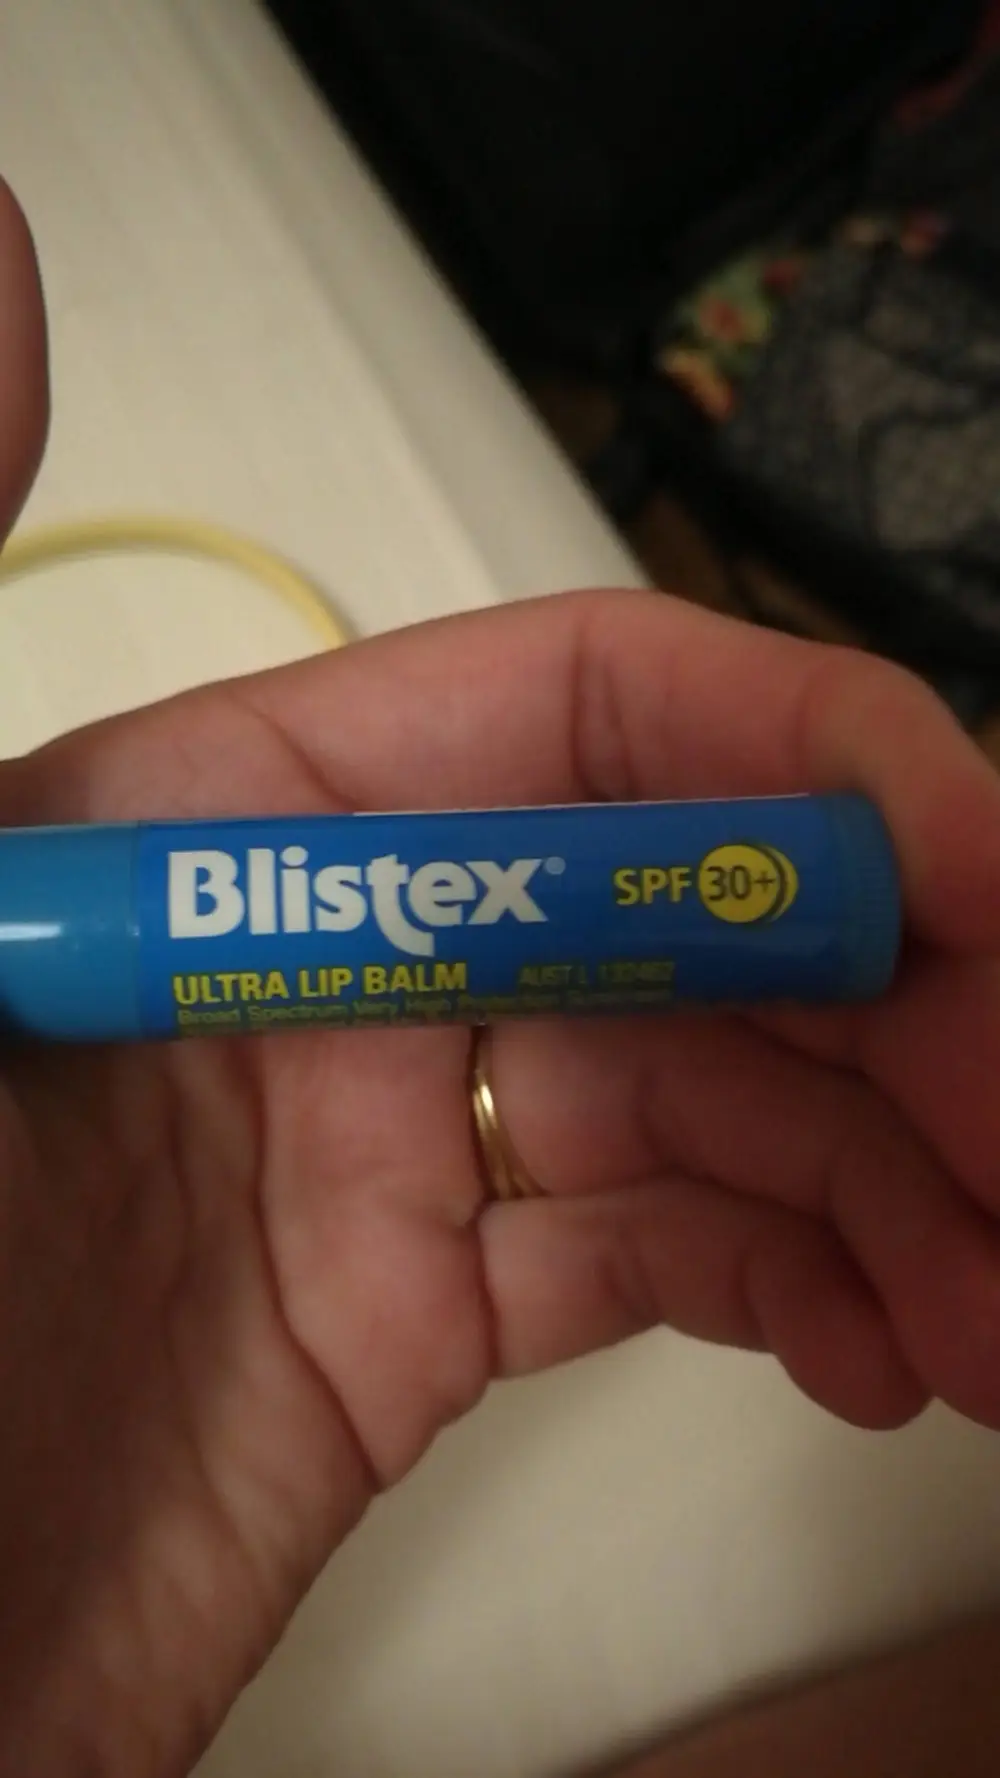 Blistex®
SPF 30+
ULTRA LIP BALM
AUST L
Broad Spectrum Very High Protection Sunscreen